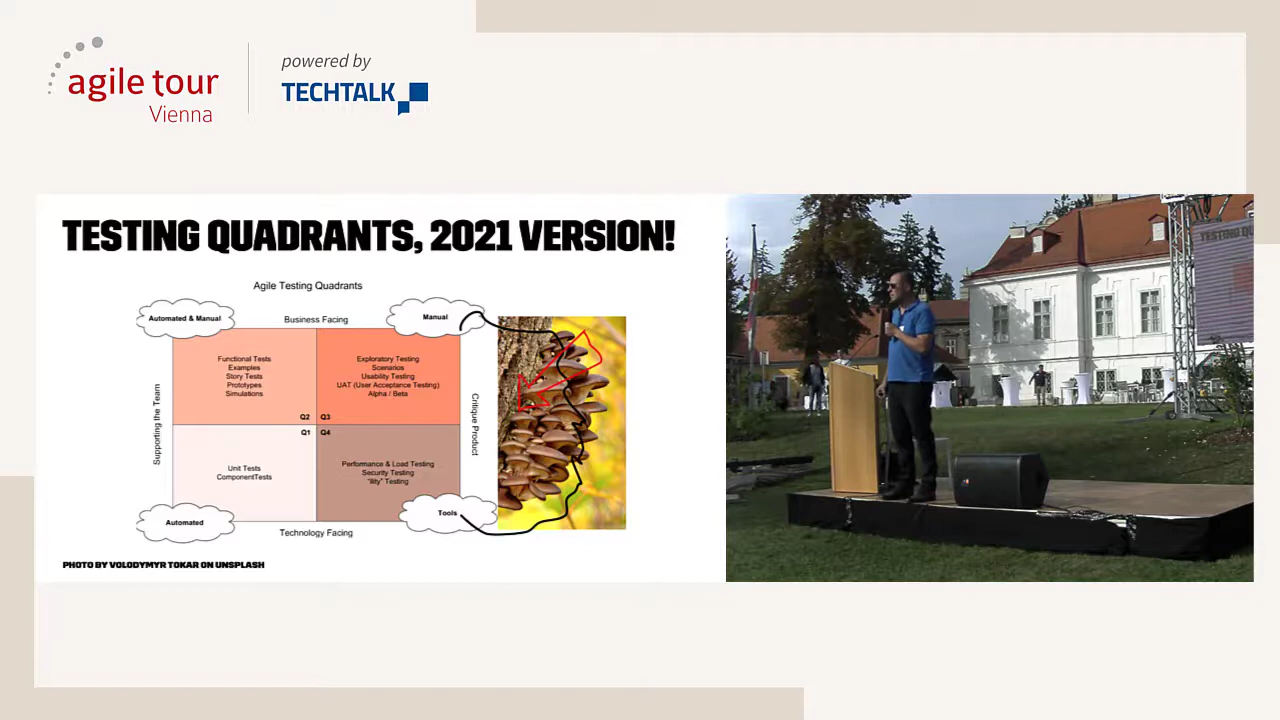 agile tour
Vienna
powered by
TECHTALK
TESTING QUADRANTS, 2021 VERSION!
Agile Testing Quadrants
Automated & Manual
Business Facing
Manual
Functional Tests
Examples
Story Tests
Prototypes
Simulations
Exploratory Testing
Scenarios
Usability Testing
UAT (User Acceptance Testing)
Alpha / Beta
Supporting the Team
Critique Product
Q2
Q3
Q1
Q4
Unit Tests
ComponentTests
Performance & Load Testing
Security Testing
"ility" Testing
Automated
Tools
Technology Facing
PHOTO BY VOLODYMYR TOKAR ON UNSPLASH
TESTING QU